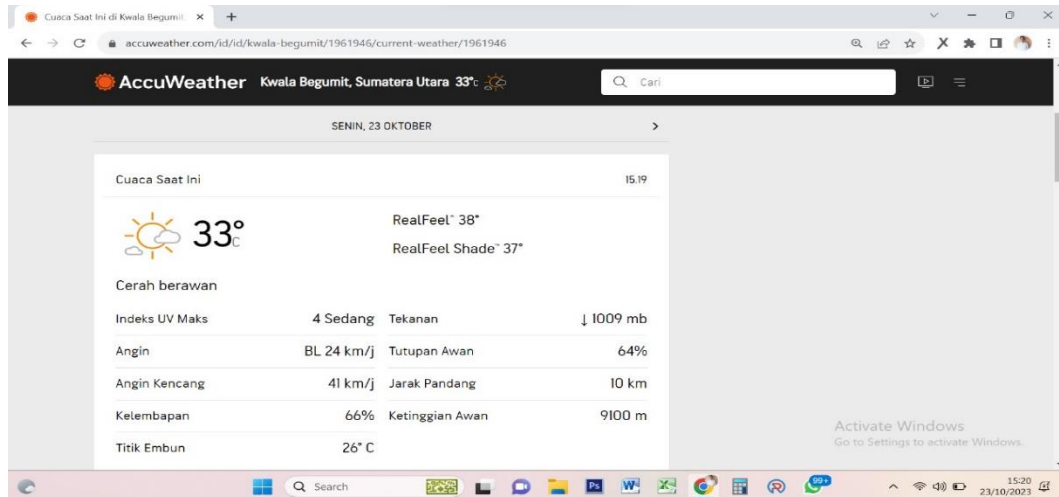 Cuaca Saat Ini di Kwala Begumit
accuweather.com/id/id/kwala-begumit/1961946/current-weather/1961946
AccuWeather Kwala Begumit, Sumatera Utara 33°C Cari
SENIN, 23 OKTOBER
Cuaca Saat Ini 15.19
33°C
RealFeel® 38°
RealFeel Shade™ 37°
Cerah berawan
Indeks UV Maks 4 Sedang Tekanan ↓ 1009 mb
Angin BL 24 km/j Tutupan Awan 64%
Angin Kencang 41 km/j Jarak Pandang 10 km
Kelembapan 66% Ketinggian Awan 9100 m
Titik Embun 26° C
Activate Windows
Go to Settings to activate Windows.
Search Ps W 99+ 15:20
23/10/2023